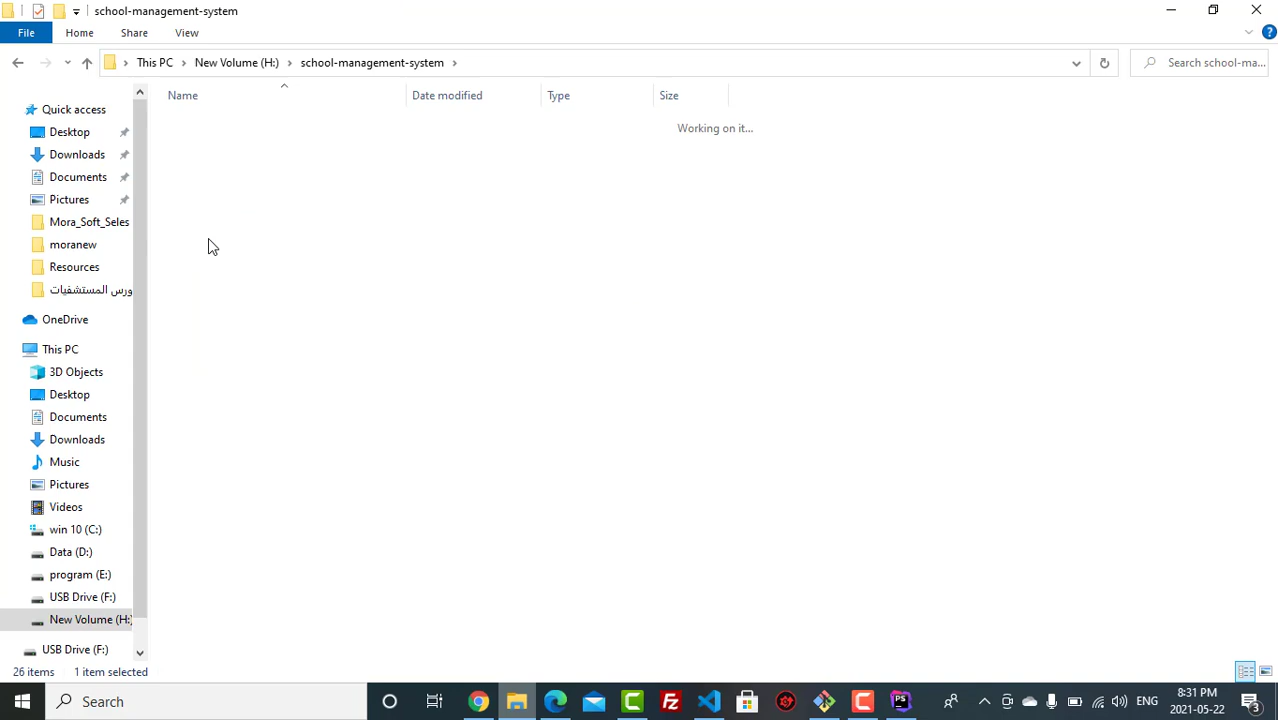 school-management-system
File Home Share View
This PC New Volume (H:) school-management-system
Search school-ma...
Name Date modified Type Size
Working on it...
Quick access
Desktop
Downloads
Documents
Pictures
Mora_Soft_Seles
moranew
Resources
ورس المستشفيات
OneDrive
This PC
3D Objects
Desktop
Documents
Downloads
Music
Pictures
Videos
win 10 (C:)
Data (D:)
program (E:)
USB Drive (F:)
New Volume (H:)
USB Drive (F:)
26 items 1 item selected
Search
ENG
8:31 PM
2021-05-22
3